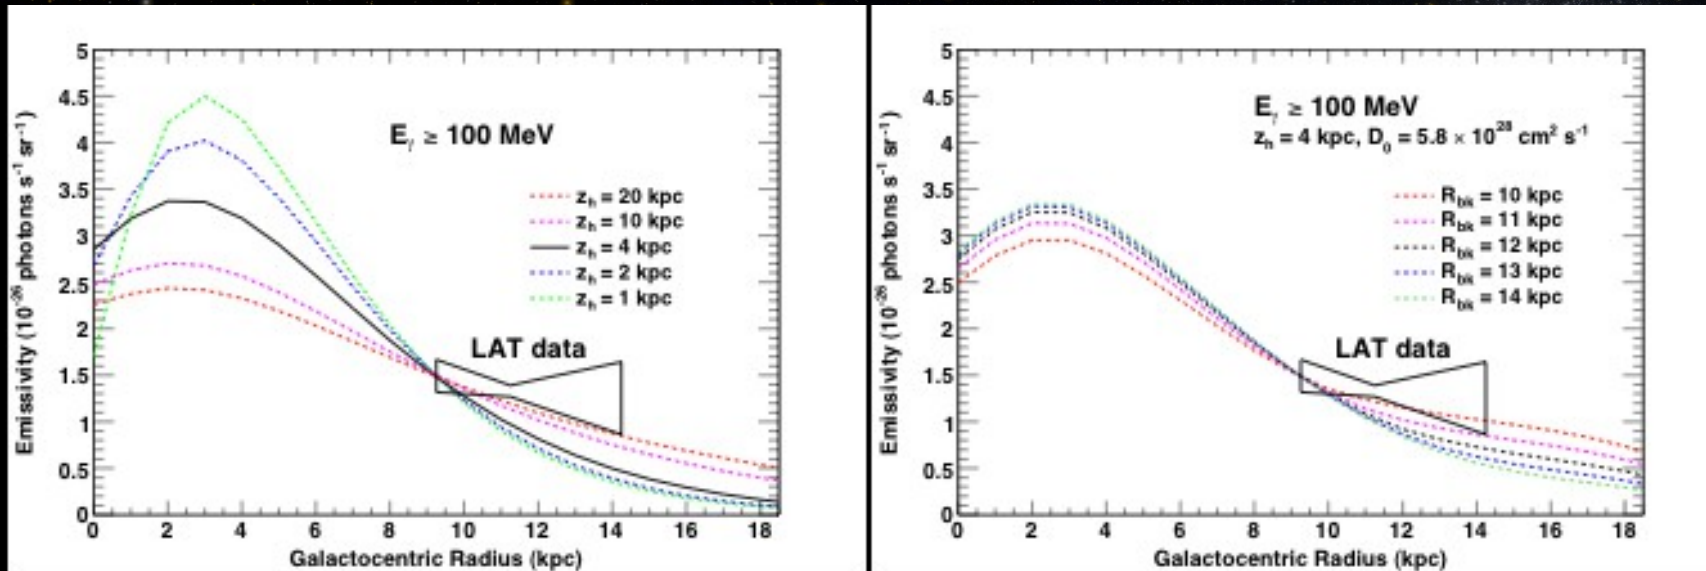 5
4.5
4
3.5
3
2.5
2
1.5
1
0.5
0
Emissivity (10⁻²⁶ photons s⁻¹ sr⁻¹)
E_γ ≥ 100 MeV
z_h = 20 kpc
z_h = 10 kpc
z_h = 4 kpc
z_h = 2 kpc
z_h = 1 kpc
LAT data
0 2 4 6 8 10 12 14 16 18
Galactocentric Radius (kpc)
5
4.5
4
3.5
3
2.5
2
1.5
1
0.5
0
Emissivity (10⁻²⁶ photons s⁻¹ sr⁻¹)
E_γ ≥ 100 MeV
z_h = 4 kpc, D_0 = 5.8 × 10²⁸ cm² s⁻¹
R_bk = 10 kpc
R_bk = 11 kpc
R_bk = 12 kpc
R_bk = 13 kpc
R_bk = 14 kpc
LAT data
0 2 4 6 8 10 12 14 16 18
Galactocentric Radius (kpc)